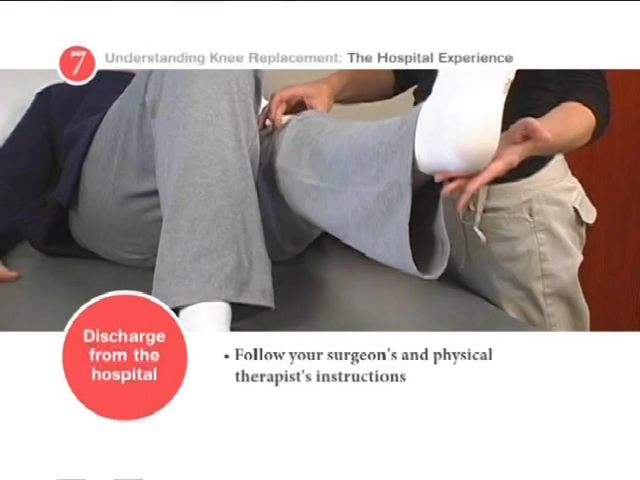 7
Understanding Knee Replacement: The Hospital Experience
Discharge
from the
hospital
• Follow your surgeon's and physical
therapist's instructions